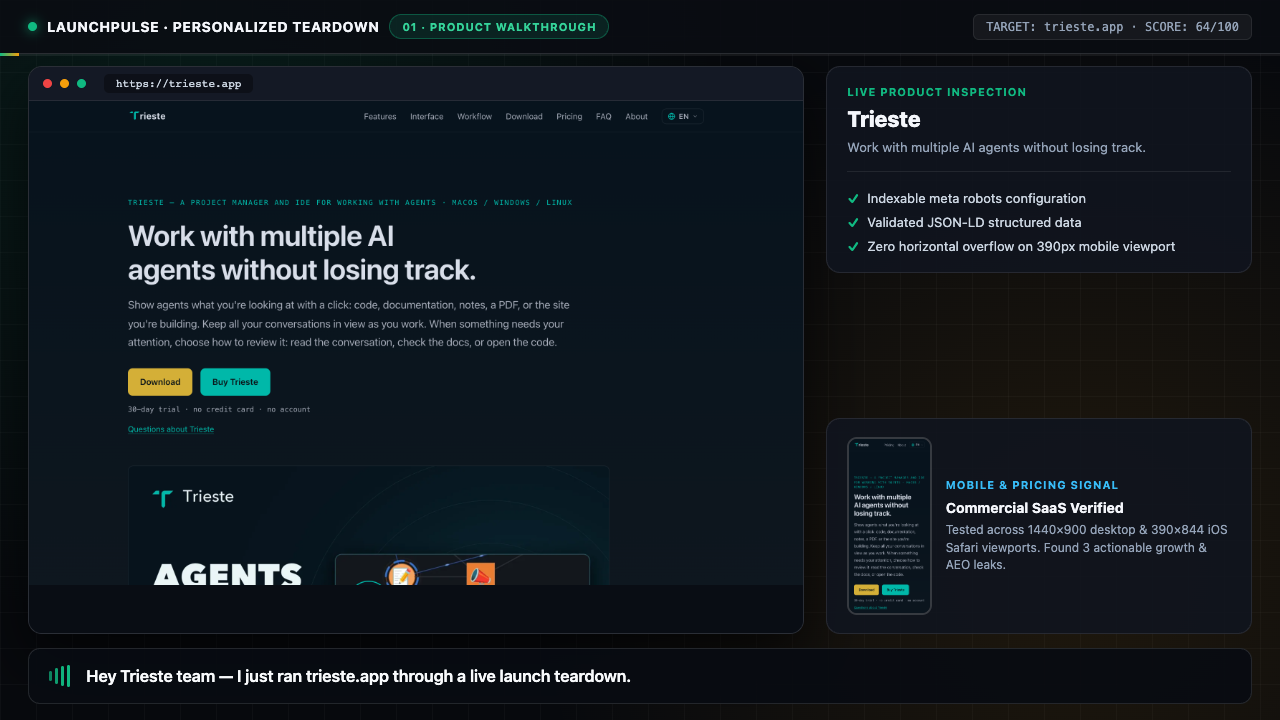 LAUNCHPULSE · PERSONALIZED TEARDOWN
01 · PRODUCT WALKTHROUGH
TARGET: trieste.app · SCORE: 64/100
https://trieste.app
Trieste
Features Interface Workflow Download Pricing FAQ About EN
TRIESTE — A PROJECT MANAGER AND IDE FOR WORKING WITH AGENTS · MACOS / WINDOWS / LINUX
Work with multiple AI
agents without losing track.
Show agents what you're looking at with a click: code, documentation, notes, a PDF, or the site
you're building. Keep all your conversations in view as you work. When something needs your
attention, choose how to review it: read the conversation, check the docs, or open the code.
Download Buy Trieste
30-day trial · no credit card · no account
Questions about Trieste
Trieste
AGENTS
LIVE PRODUCT INSPECTION
Trieste
Work with multiple AI agents without losing track.
Indexable meta robots configuration
Validated JSON-LD structured data
Zero horizontal overflow on 390px mobile viewport
Work with multiple
AI agents without
losing track.
Download Buy Trieste
MOBILE & PRICING SIGNAL
Commercial SaaS Verified
Tested across 1440×900 desktop & 390×844 iOS
Safari viewports. Found 3 actionable growth &
AEO leaks.
Hey Trieste team — I just ran trieste.app through a live launch teardown.